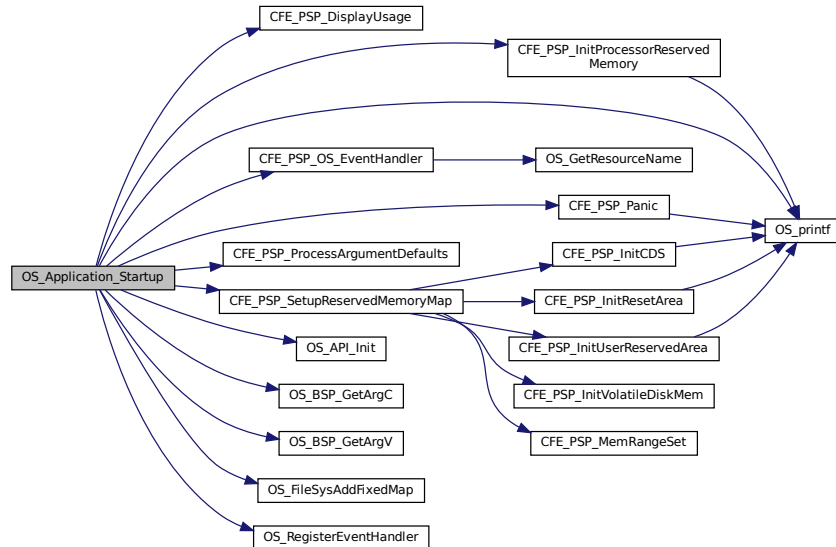 CFE_PSP_DisplayUsage
CFE_PSP_InitProcessorReserved
Memory
CFE_PSP_OS_EventHandler
OS_GetResourceName
CFE_PSP_Panic
OS_printf
CFE_PSP_ProcessArgumentDefaults
CFE_PSP_InitCDS
OS_Application_Startup
CFE_PSP_SetupReservedMemoryMap
CFE_PSP_InitResetArea
OS_API_Init
CFE_PSP_InitUserReservedArea
OS_BSP_GetArgC
CFE_PSP_InitVolatileDiskMem
OS_BSP_GetArgV
CFE_PSP_MemRangeSet
OS_FileSysAddFixedMap
OS_RegisterEventHandler